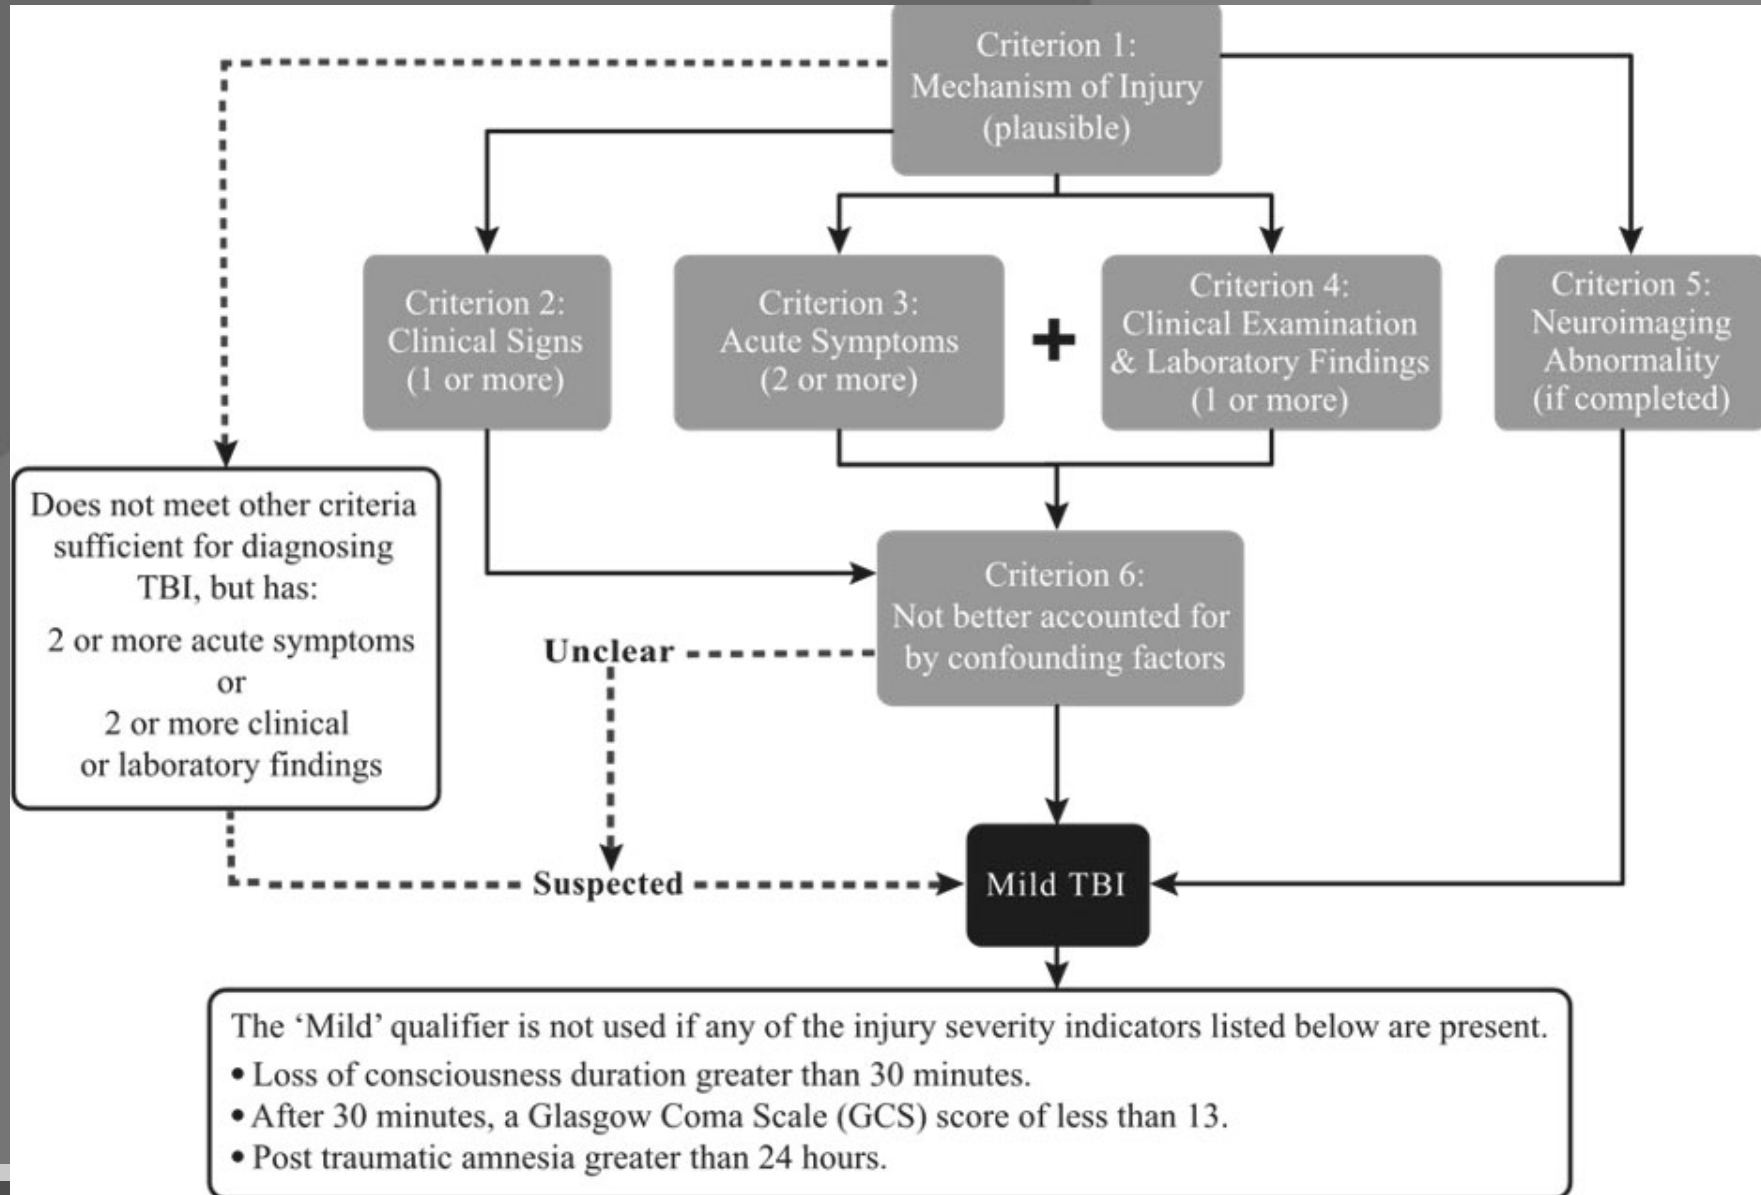 Criterion 1:
Mechanism of Injury
(plausible)
Criterion 2:
Clinical Signs
(1 or more)
Criterion 3:
Acute Symptoms
(2 or more)
+
Criterion 4:
Clinical Examination
& Laboratory Findings
(1 or more)
Criterion 5:
Neuroimaging
Abnormality
(if completed)
Does not meet other criteria
sufficient for diagnosing
TBI, but has:
2 or more acute symptoms
or
2 or more clinical
or laboratory findings
Criterion 6:
Not better accounted for
by confounding factors
Unclear
Suspected
Mild TBI
The ‘Mild’ qualifier is not used if any of the injury severity indicators listed below are present.
• Loss of consciousness duration greater than 30 minutes.
• After 30 minutes, a Glasgow Coma Scale (GCS) score of less than 13.
• Post traumatic amnesia greater than 24 hours.